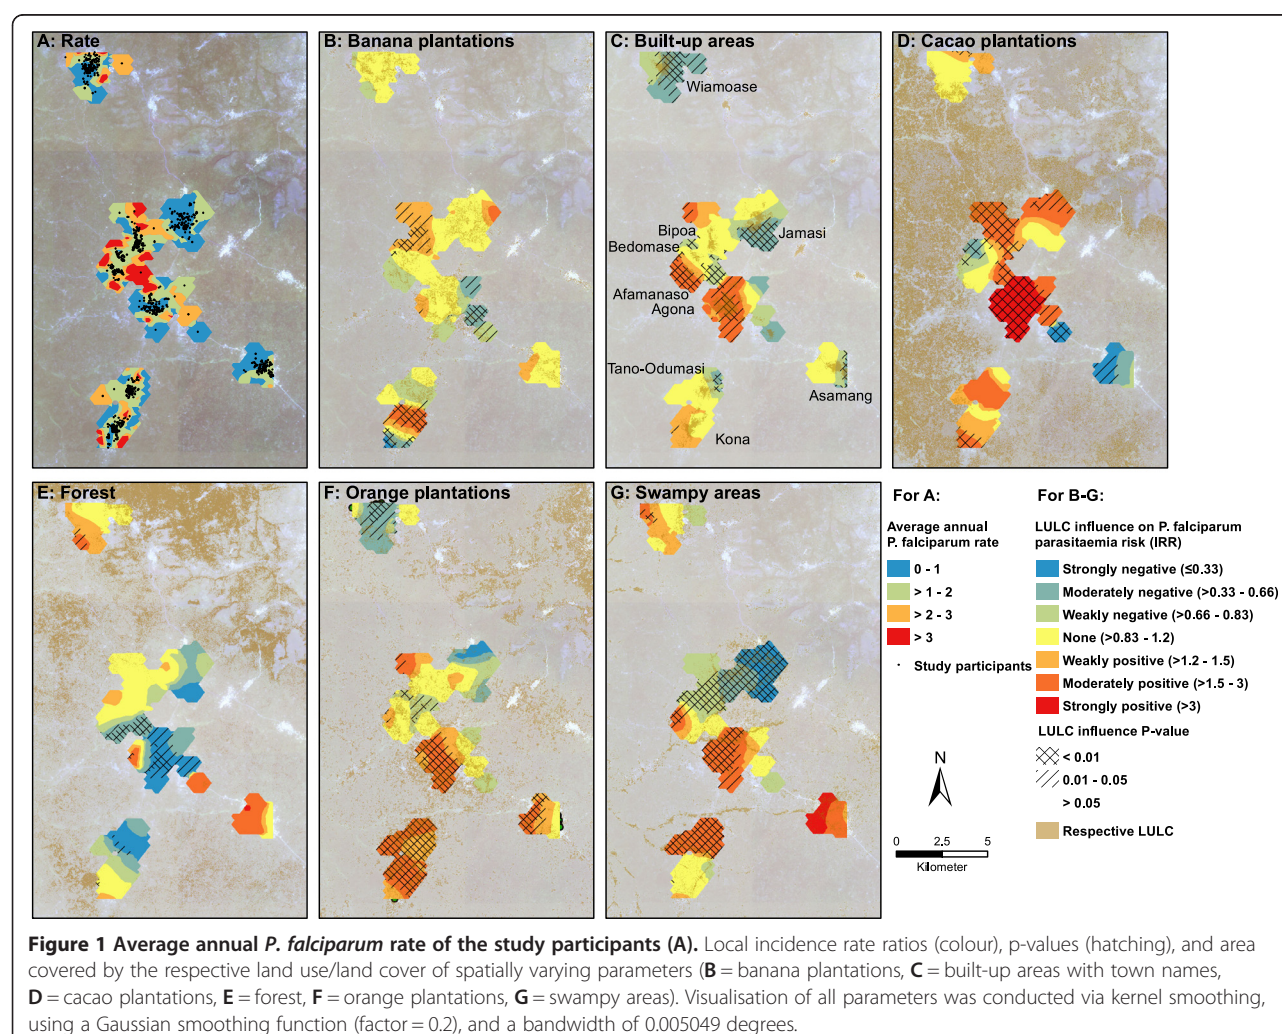 A: Rate
B: Banana plantations
C: Built-up areas
D: Cacao plantations
Wiamoase
Bipoa
Bedomase
Jamasi
Afamanaso
Agona
Tano-Odumasi
Asamang
Kona
E: Forest
F: Orange plantations
G: Swampy areas
For A:
Average annual
P. falciparum rate
0 - 1
> 1 - 2
> 2 - 3
> 3
Study participants
For B-G:
LULC influence on P. falciparum
parasitaemia risk (IRR)
Strongly negative (≤0.33)
Moderately negative (>0.33 - 0.66)
Weakly negative (>0.66 - 0.83)
None (>0.83 - 1.2)
Weakly positive (>1.2 - 1.5)
Moderately positive (>1.5 - 3)
Strongly positive (>3)
LULC influence P-value
< 0.01
0.01 - 0.05
> 0.05
Respective LULC
N
0 2.5 5
Kilometer
Figure 1 Average annual P. falciparum rate of the study participants (A). Local incidence rate ratios (colour), p-values (hatching), and area
covered by the respective land use/land cover of spatially varying parameters (B = banana plantations, C = built-up areas with town names,
D = cacao plantations, E = forest, F = orange plantations, G = swampy areas). Visualisation of all parameters was conducted via kernel smoothing,
using a Gaussian smoothing function (factor = 0.2), and a bandwidth of 0.005049 degrees.